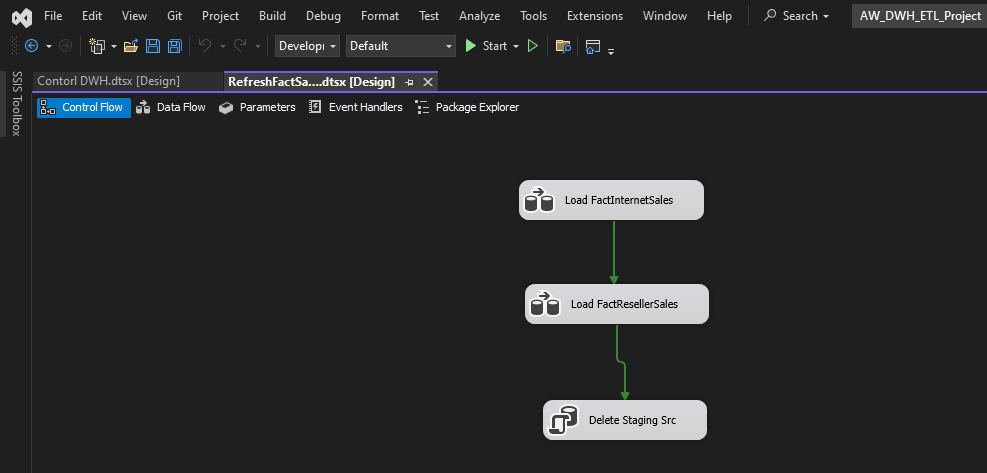 File Edit View Git Project Build Debug Format Test Analyze Tools Extensions Window Help Search AW_DWH_ETL_Project
Developı Default Start
SSIS Toolbox
Contorl DWH.dtsx [Design] RefreshFactSa....dtsx [Design]
Control Flow Data Flow Parameters Event Handlers Package Explorer
Load FactInternetSales
Load FactResellerSales
Delete Staging Src